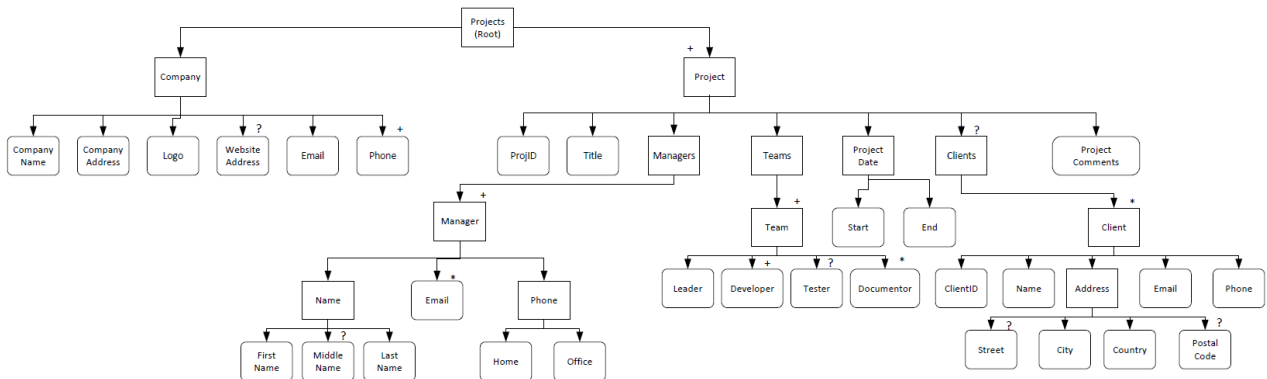 Projects
(Root)
+
Company
Project
?
+
?
Company
Name
Company
Address
Logo
Website
Address
Email
Phone
ProjID
Title
Managers
Teams
Project
Date
Clients
Project
Comments
+
+
*
Manager
Team
Start
End
Client
*
+
?
*
Name
Email
Phone
Leader
Developer
Tester
Documentor
ClientID
Name
Address
Email
Phone
?
?
?
First
Name
Middle
Name
Last
Name
Home
Office
Street
City
Country
Postal
Code